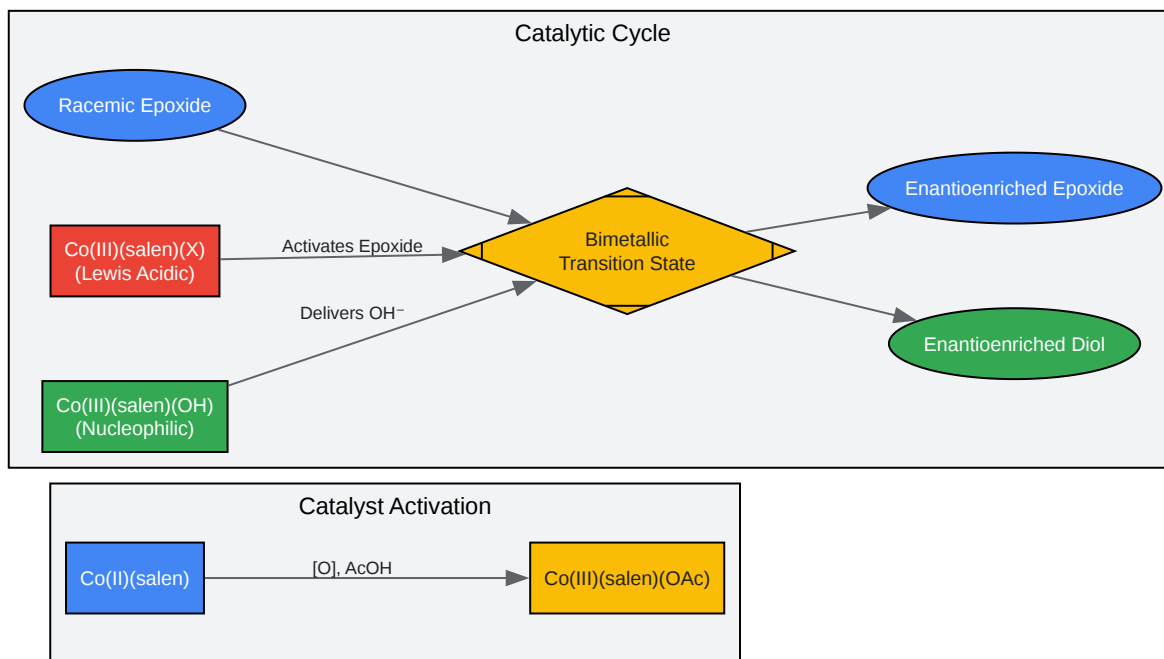 Catalytic Cycle
Racemic Epoxide
Enantioenriched Epoxide
Co(III)(salen)(X)
(Lewis Acidic)
Activates Epoxide
Bimetallic
Transition State
Delivers OH⁻
Enantioenriched Diol
Co(III)(salen)(OH)
(Nucleophilic)
Catalyst Activation
Co(II)(salen)
[O], AcOH
Co(III)(salen)(OAc)